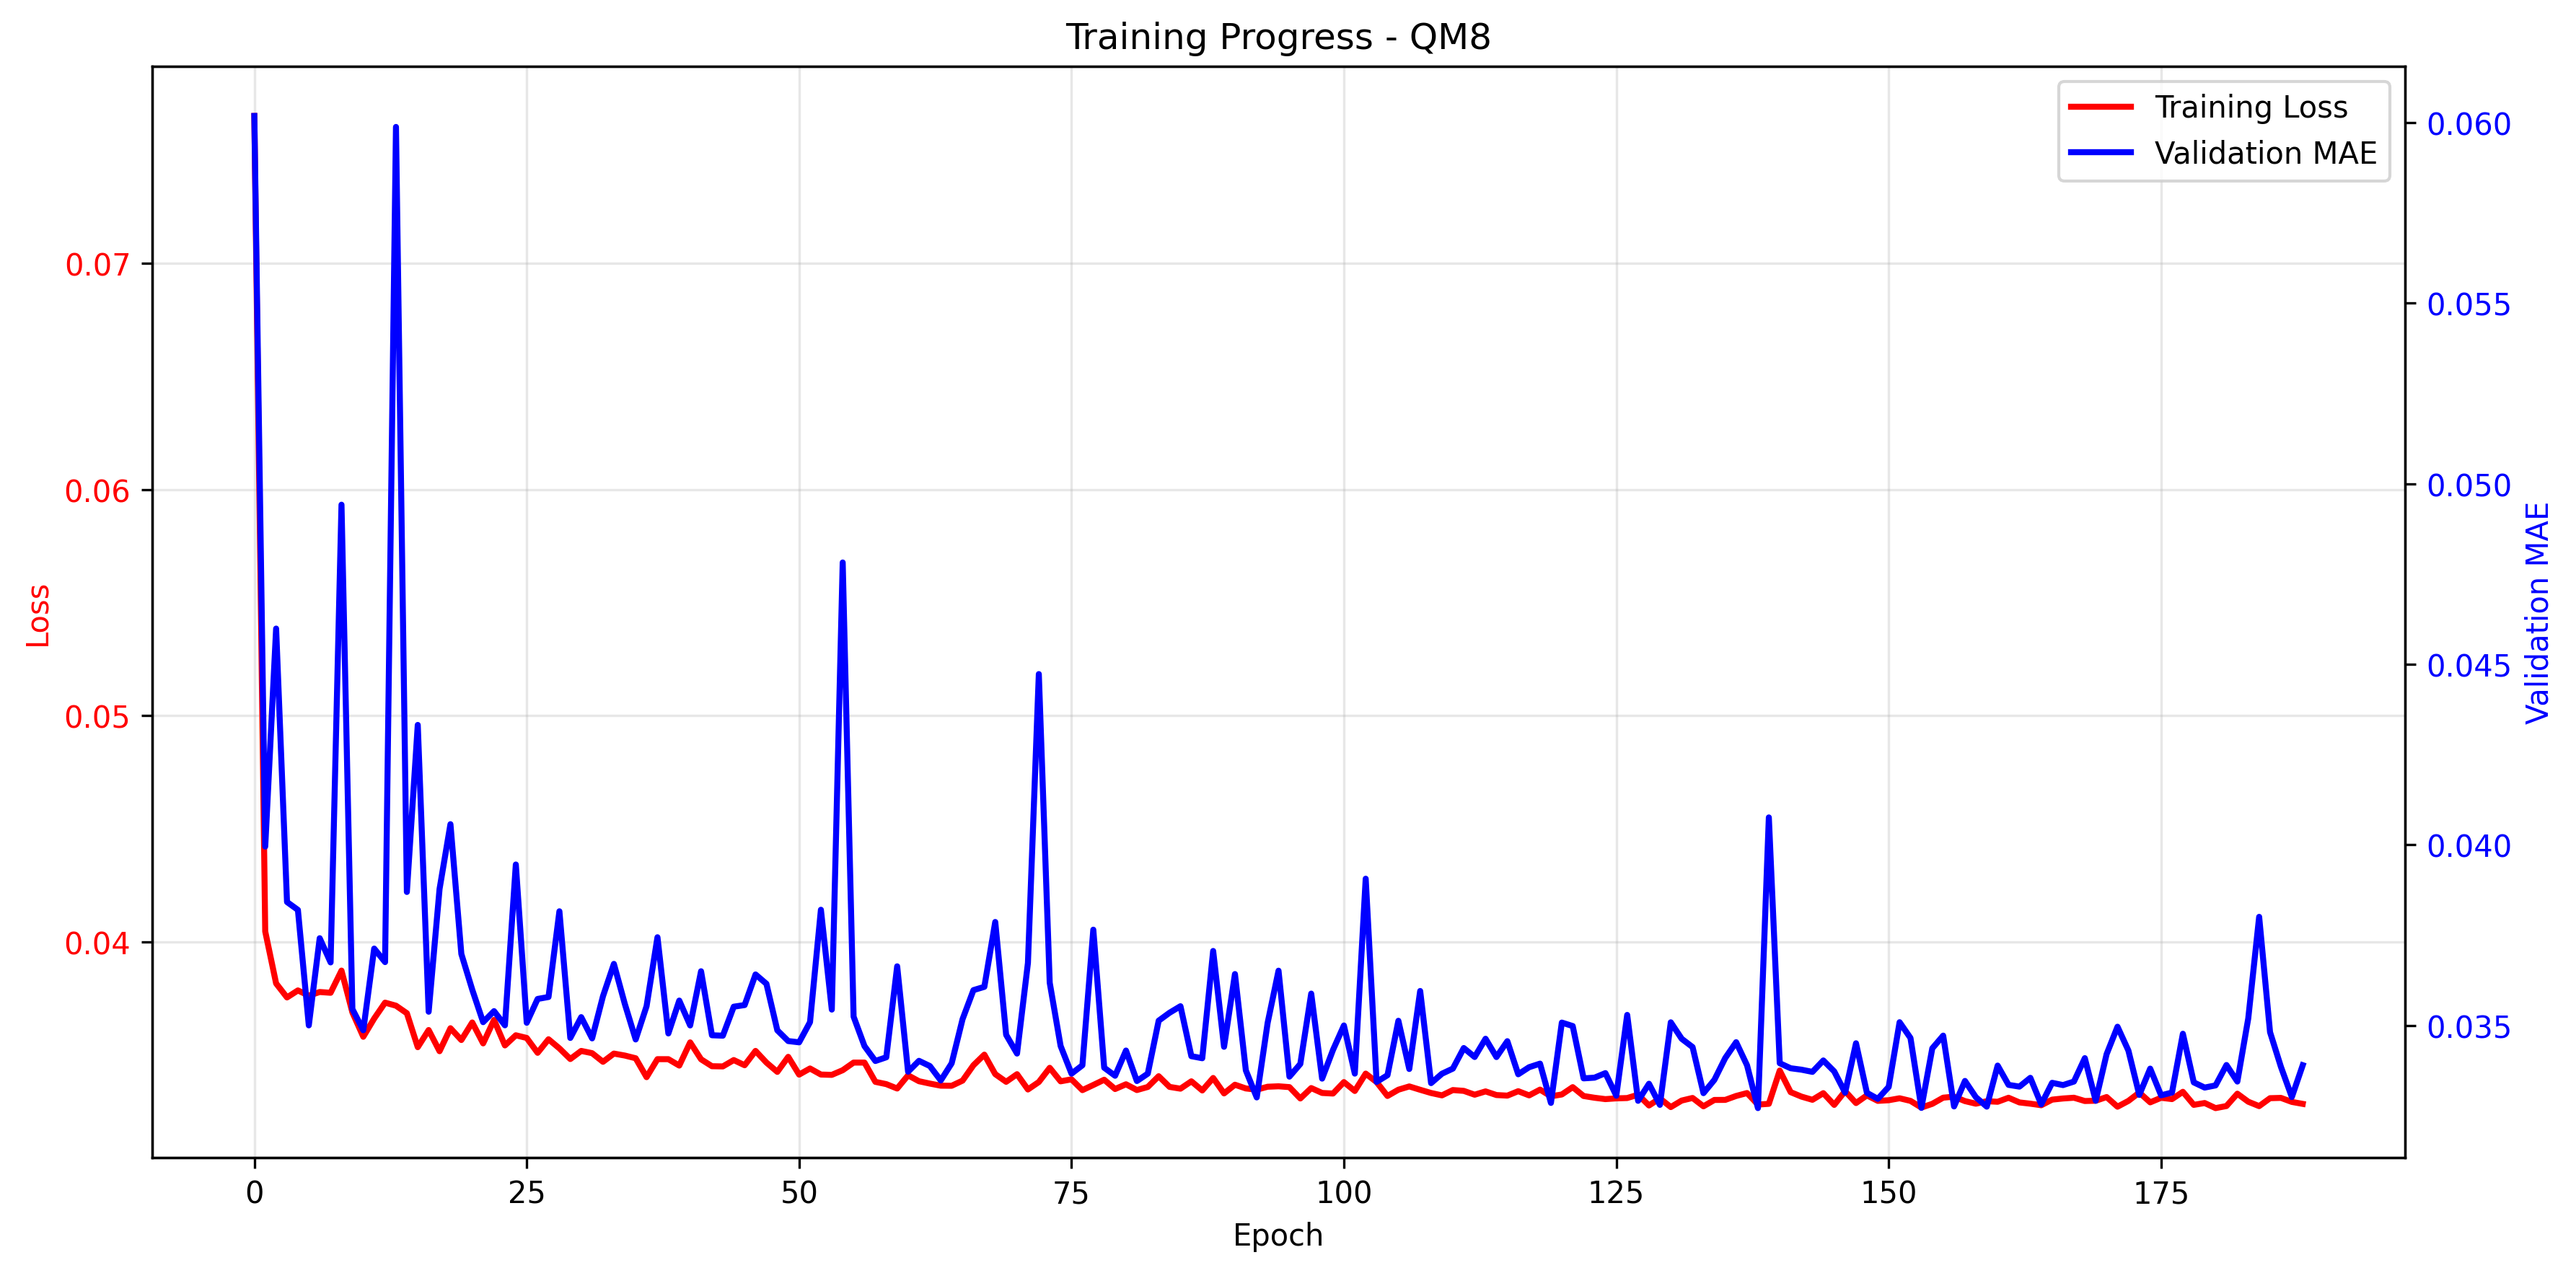 Training Progress - QM8
Training Loss
Validation MAE
0.07
0.06
0.05
0.04
Loss
0.060
0.055
0.050
0.045
0.040
0.035
Validation MAE
0 25 50 75 100 125 150 175
Epoch